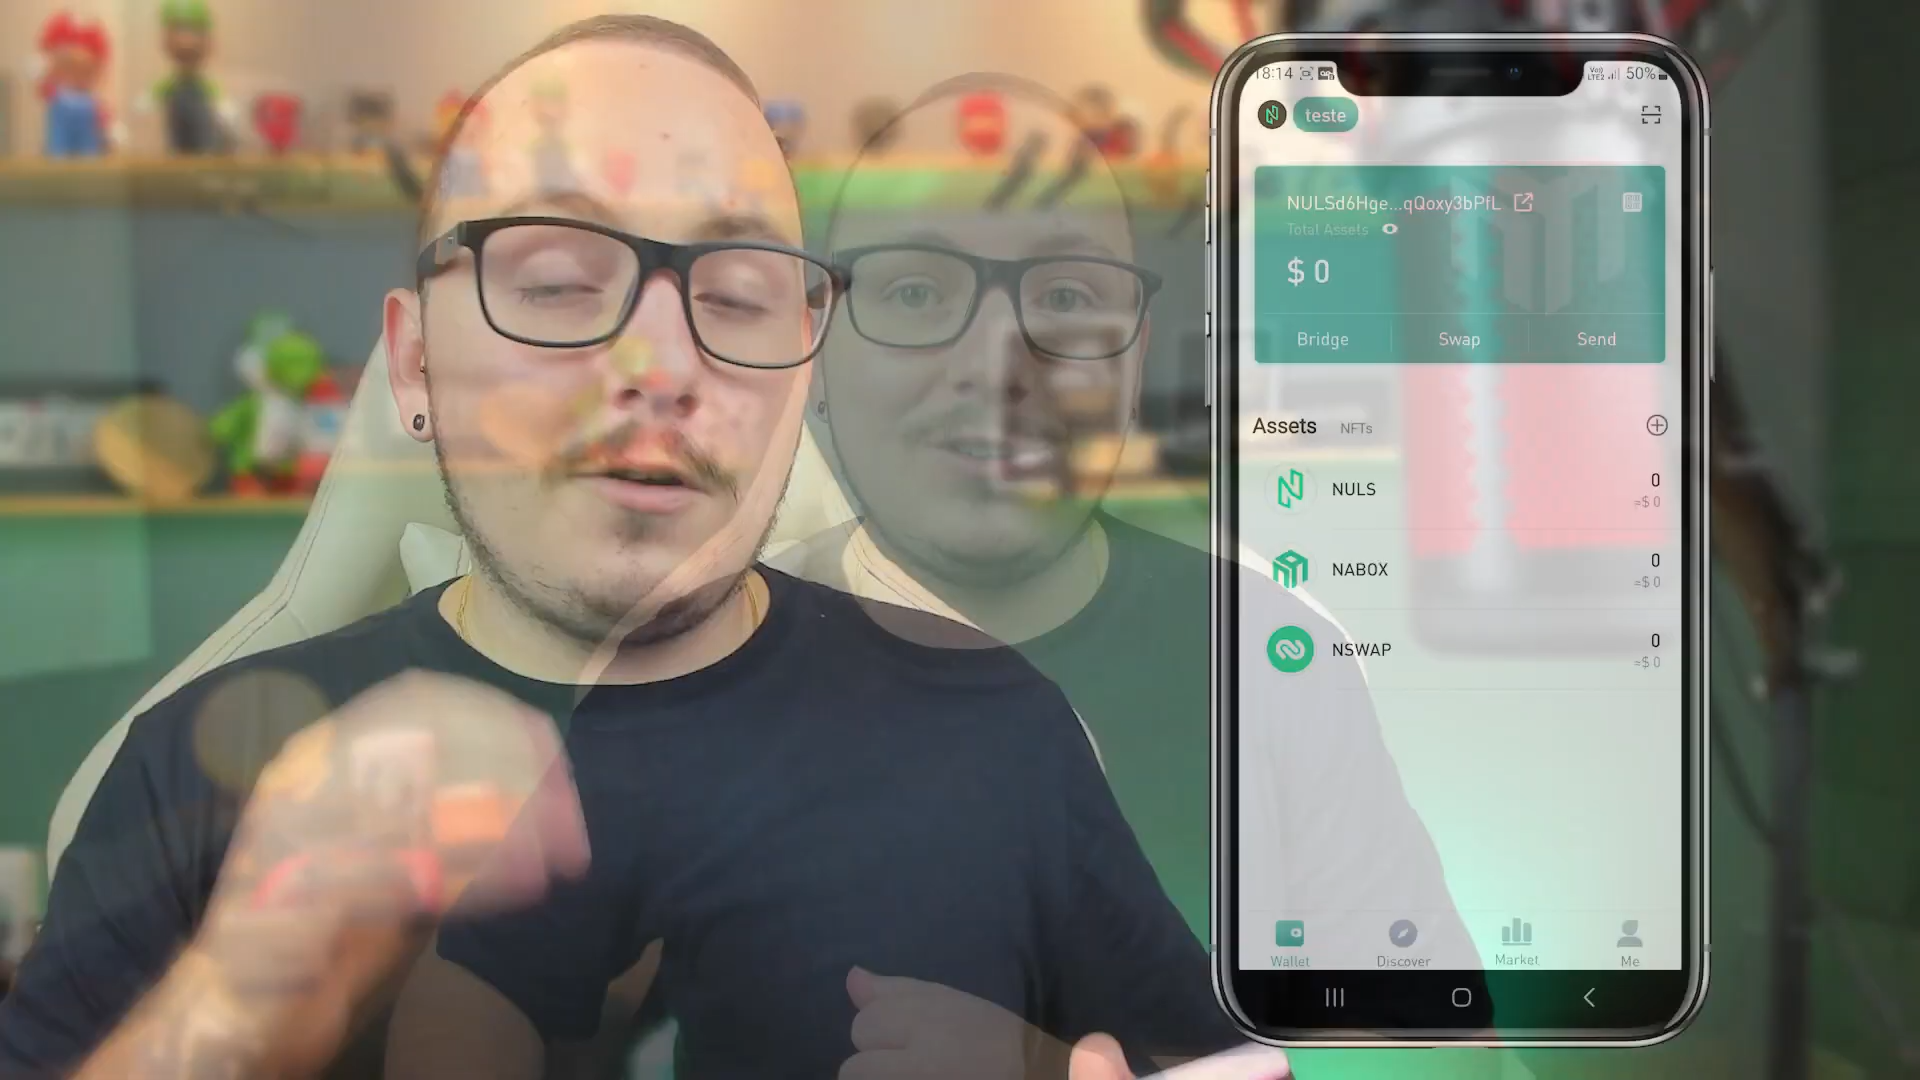 18:14
50%
teste
NULSd6Hge...qQoxy3bPfL
Total Assets
$ 0
Bridge
Swap
Send
Assets
NFTs
NULS
0
≈$ 0
NABOX
0
≈$ 0
NSWAP
0
≈$ 0
Wallet
Discover
Market
Me